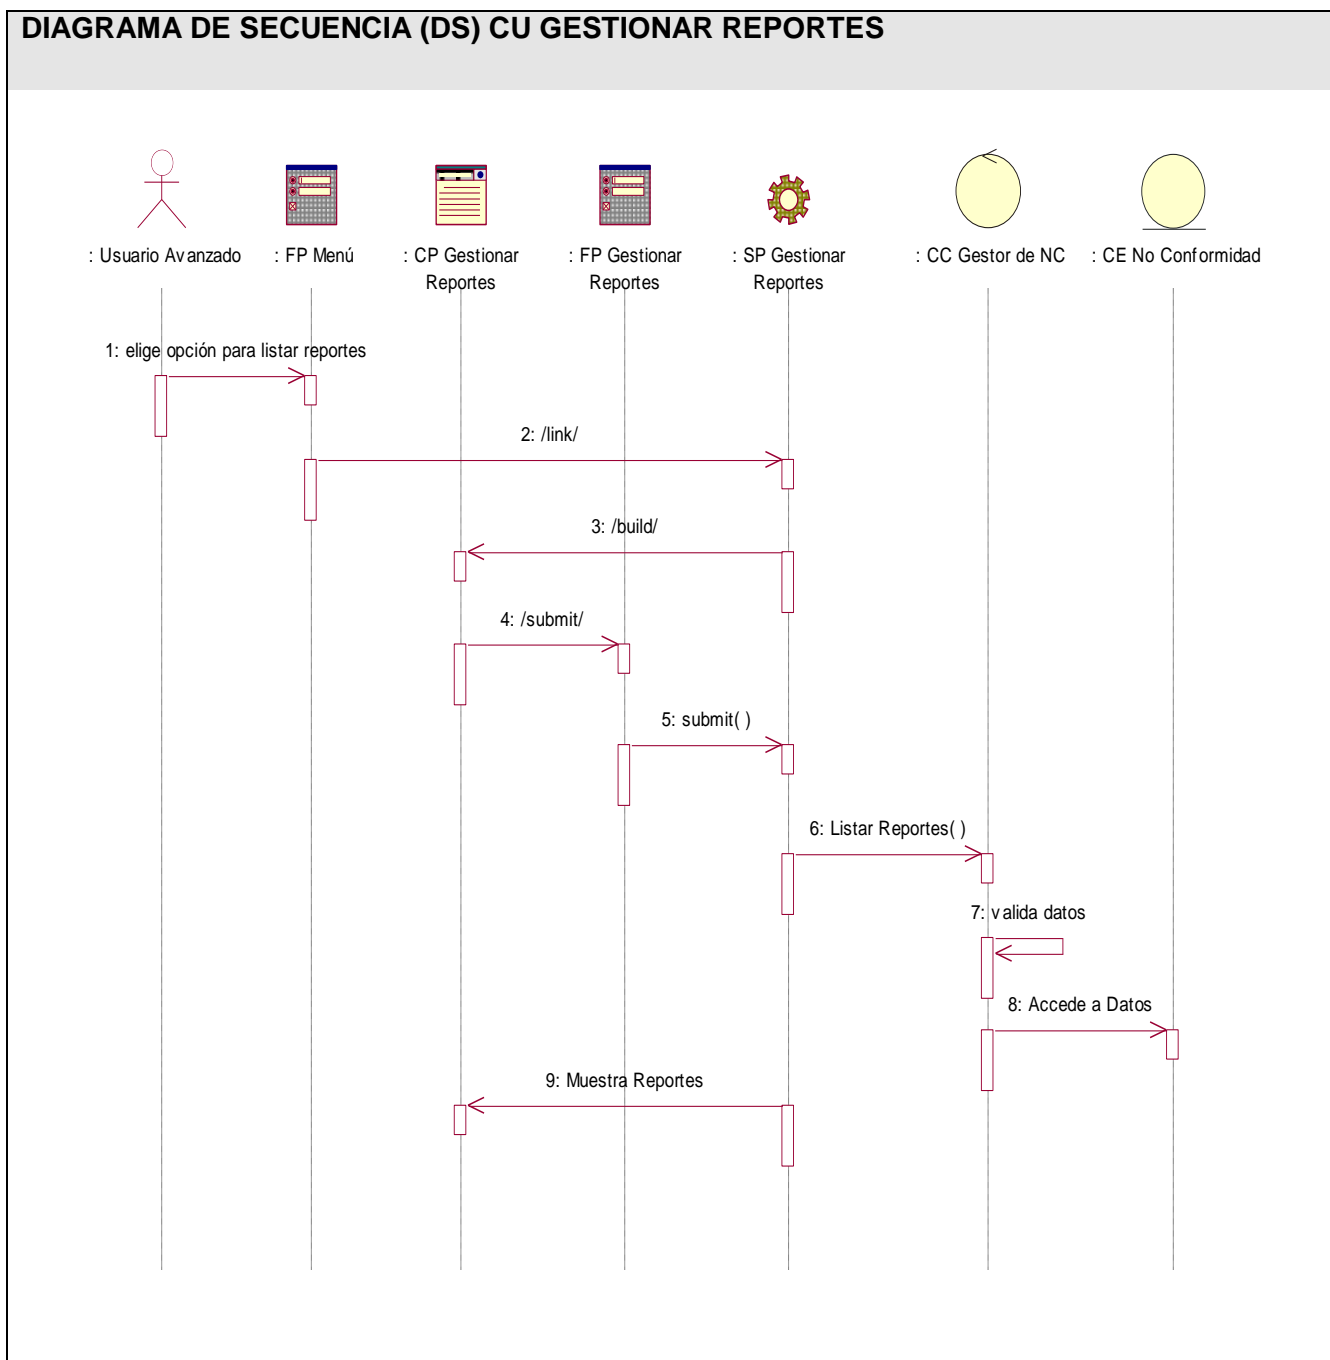 DIAGRAMA DE SECUENCIA (DS) CU GESTIONAR REPORTES
: Usuario Avanzado
: FP Menú
: CP Gestionar
Reportes
: FP Gestionar
Reportes
: SP Gestionar
Reportes
: CC Gestor de NC
: CE No Conformidad
1: elige opción para listar reportes
2: /link/
3: /build/
4: /submit/
5: submit( )
6: Listar Reportes( )
7: valida datos
8: Accede a Datos
9: Muestra Reportes